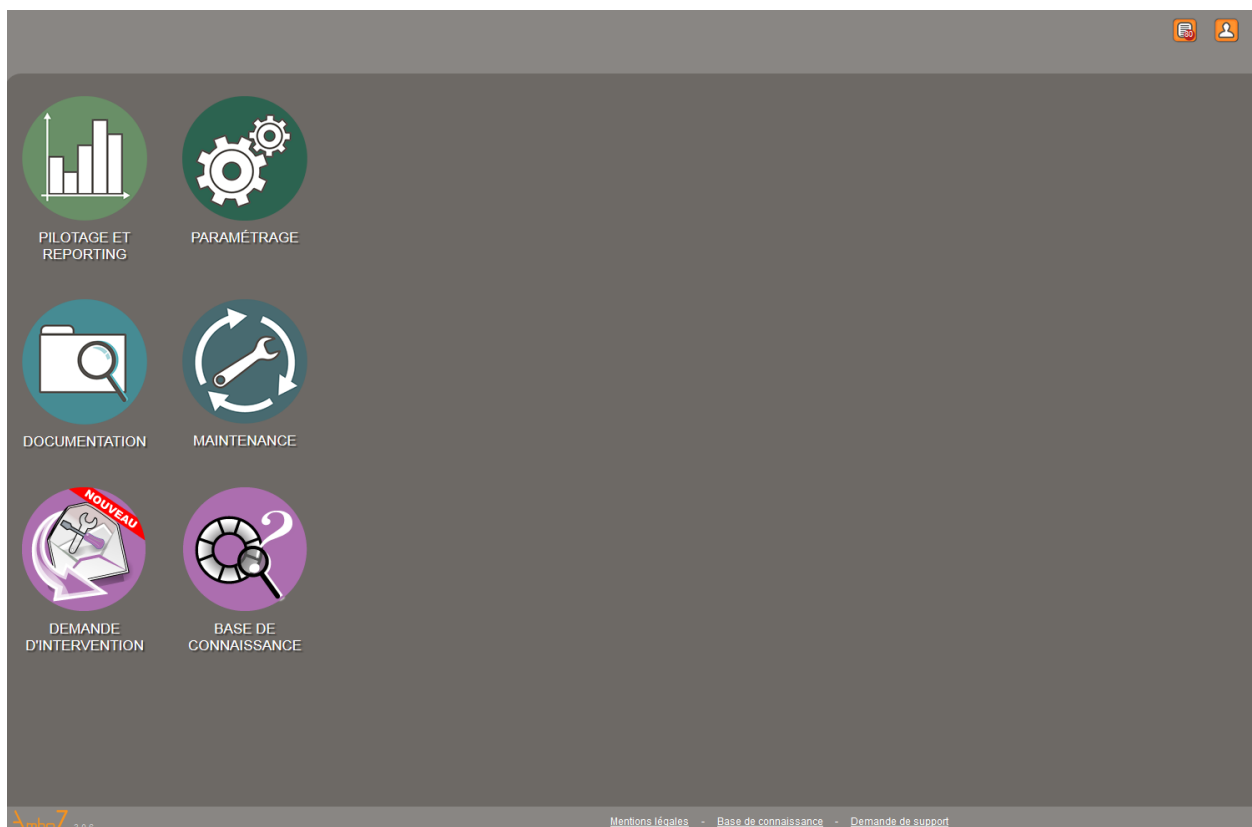 PILOTAGE ET
REPORTING
PARAMÉTRAGE
DOCUMENTATION
MAINTENANCE
NOUVEAU
DEMANDE
D'INTERVENTION
BASE DE
CONNAISSANCE
Mentions légales - Base de connaissance - Demande de support